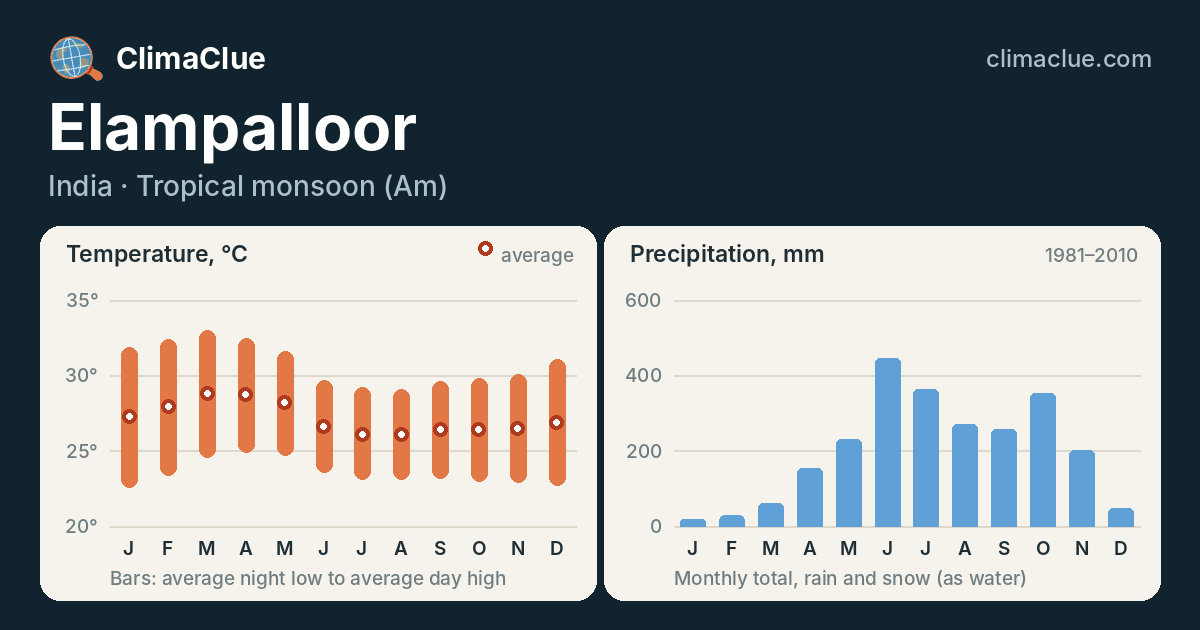 ClimaClue
climaclue.com
Elampalloor
India · Tropical monsoon (Am)
Temperature, °C
average
35°
30°
25°
20°
J F M A M J J A S O N D
Bars: average night low to average day high
Precipitation, mm
1981–2010
600
400
200
0
J F M A M J J A S O N D
Monthly total, rain and snow (as water)